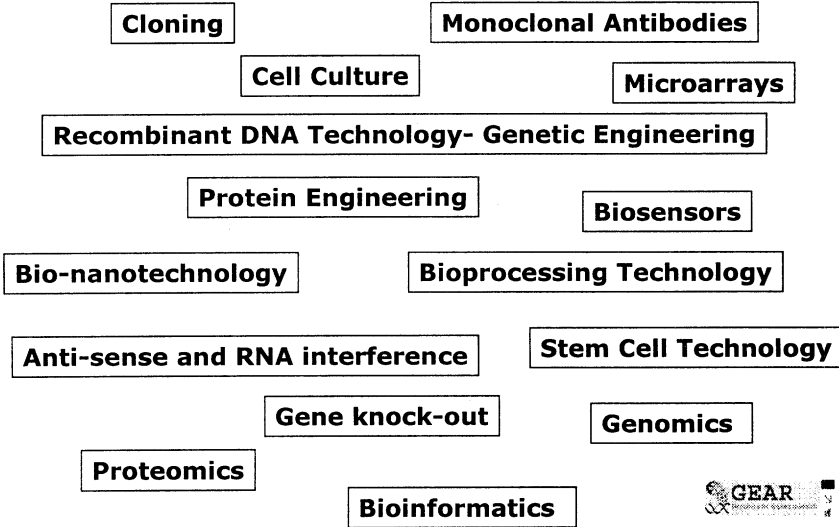 Cloning
Monoclonal Antibodies
Cell Culture
Microarrays
Recombinant DNA Technology- Genetic Engineering
Protein Engineering
Biosensors
Bio-nanotechnology
Bioprocessing Technology
Anti-sense and RNA interference
Stem Cell Technology
Gene knock-out
Genomics
Proteomics
Bioinformatics
GEAR